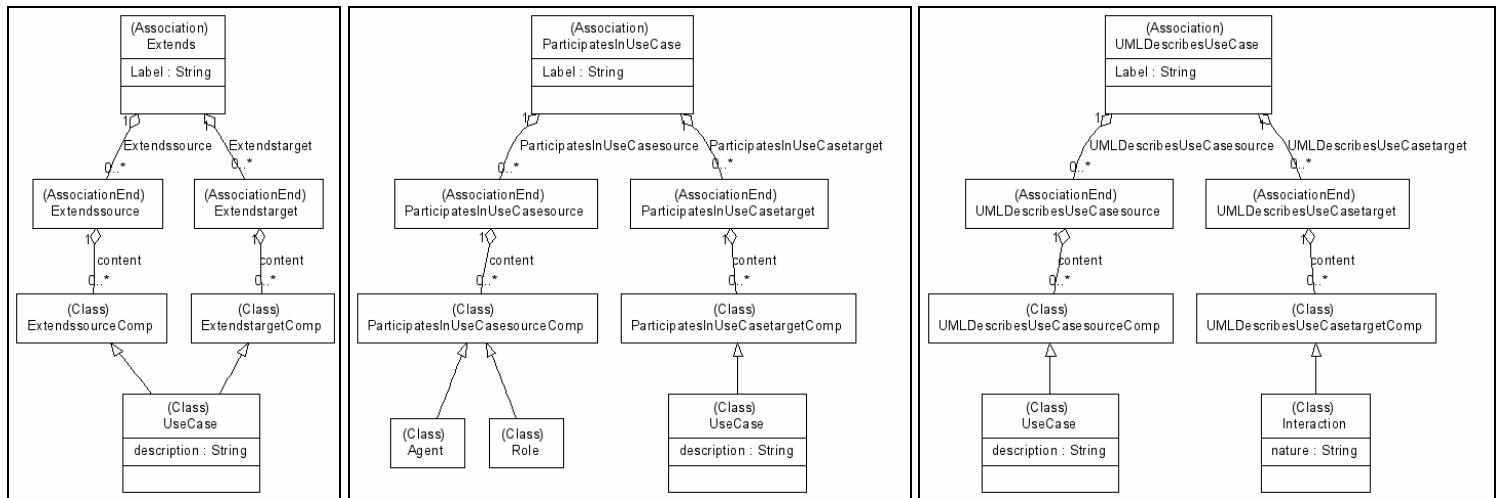 (Association)
Extends
Label : String
1
1
Extendssource
Extendstarget
0..*
0..*
(AssociationEnd)
Extendssource
(AssociationEnd)
Extendstarget
1
1
content
content
0..*
0..*
(Class)
ExtendssourceComp
(Class)
ExtendstargetComp
(Class)
UseCase
description : String
(Association)
ParticipatesInUseCase
Label : String
1
1
ParticipatesInUseCasesource
ParticipatesInUseCasetarget
0..*
0..*
(AssociationEnd)
ParticipatesInUseCasesource
(AssociationEnd)
ParticipatesInUseCasetarget
1
1
content
content
0..*
0..*
(Class)
ParticipatesInUseCasesourceComp
(Class)
ParticipatesInUseCasetargetComp
(Class)
Agent
(Class)
Role
(Class)
UseCase
description : String
(Association)
UMLDescribesUseCase
Label : String
1
1
UMLDescribesUseCasesource
UMLDescribesUseCasetarget
0..*
0..*
(AssociationEnd)
UMLDescribesUseCasesource
(AssociationEnd)
UMLDescribesUseCasetarget
1
1
content
content
0..*
0..*
(Class)
UMLDescribesUseCasesourceComp
(Class)
UMLDescribesUseCasetargetComp
(Class)
UseCase
description : String
(Class)
Interaction
nature : String